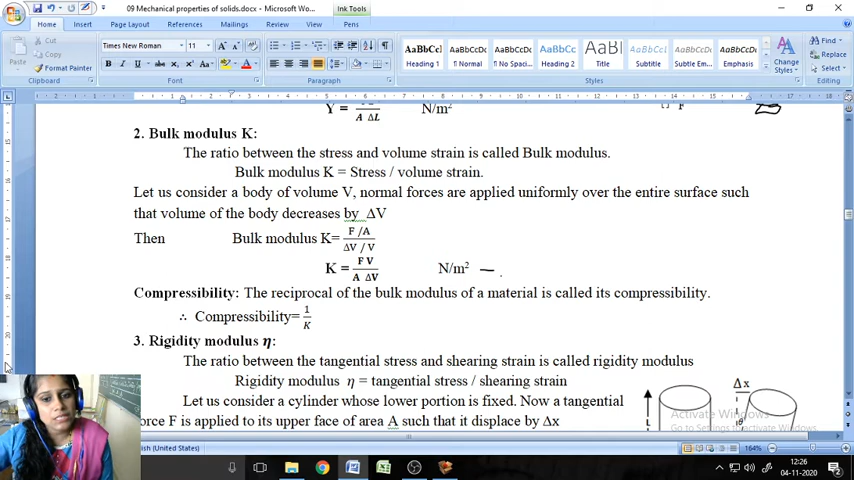 09 Mechanical properties of solids.docx - Microsoft Wo...
Ink Tools
Home Insert Page Layout References Mailings Review View Pens
Cut
Copy
Format Painter
Paste
Clipboard
Times New Roman 11
Font
Paragraph
AaBbCc AaBbCcDc AaBbCcDc AaBbCc AaBl AaBbCcl AaBbCcDc AaBbCcDc
Heading 1 Normal No Spaci... Heading 2 Title Subtitle Subtle Em... Emphasis
Styles
Change Styles
Find
Replace
Select
Editing
Y = A ΔL N/m² F
2. Bulk modulus K:
The ratio between the stress and volume strain is called Bulk modulus.
Bulk modulus K = Stress / volume strain.
Let us consider a body of volume V, normal forces are applied uniformly over the entire surface such
that volume of the body decreases by ΔV
Then Bulk modulus K= F /A / ΔV / V
K = F V / A ΔV N/m²
Compressibility: The reciprocal of the bulk modulus of a material is called its compressibility.
∴ Compressibility= 1/K
3. Rigidity modulus η:
The ratio between the tangential stress and shearing strain is called rigidity modulus
Rigidity modulus η = tangential stress / shearing strain
Let us consider a cylinder whose lower portion is fixed. Now a tangential
force F is applied to its upper face of area A such that it displace by Δx
Δx
L
Activate Windows
Go to Settings to activate Windows.
(United States)
164%
12:26
04-11-2020